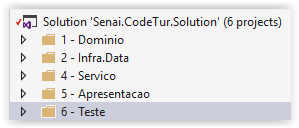 Solution 'Senai.CodeTur.Solution' (6 projects)
1 - Dominio
2 - Infra.Data
4 - Servico
5 - Apresentacao
6 - Teste